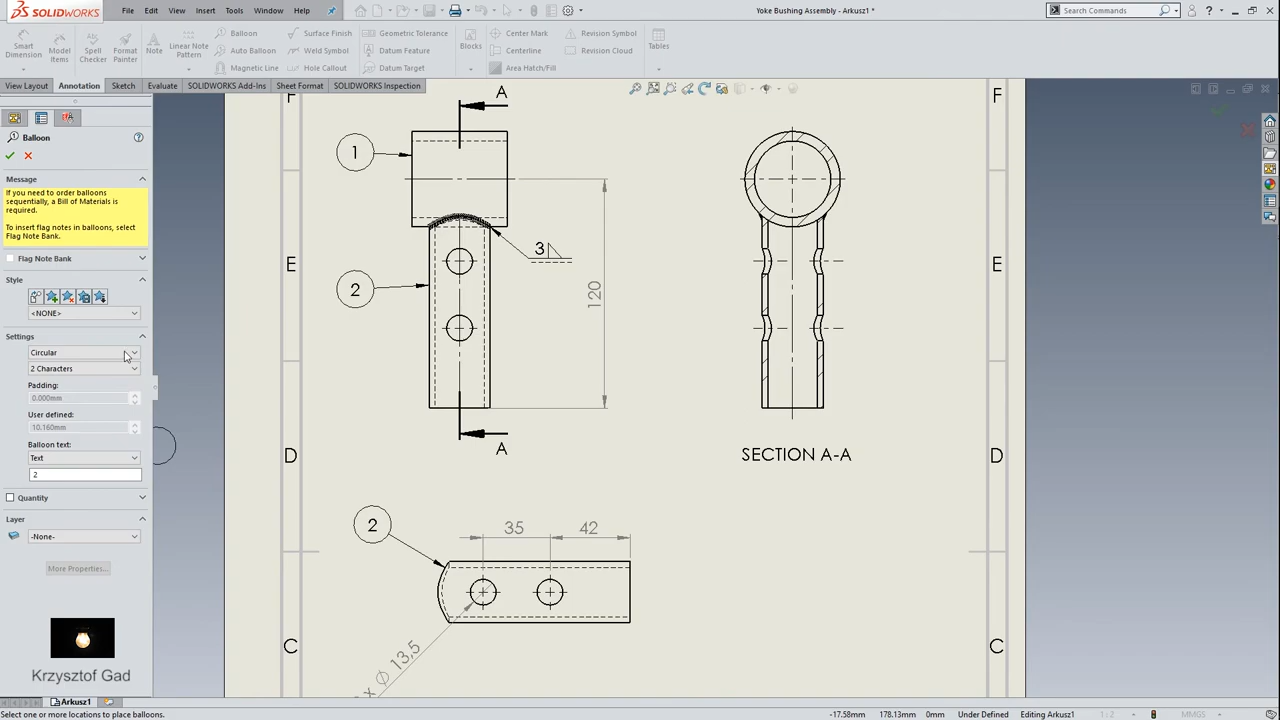 SOLIDWORKS
File Edit View Insert Tools Window Help
Yoke Bushing Assembly - Arkusz1 *
Search Commands
Smart Dimension
Model Items
Spell Checker
Format Painter
Note
Linear Note Pattern
Balloon
Auto Balloon
Magnetic Line
Surface Finish
Weld Symbol
Hole Callout
Geometric Tolerance
Datum Feature
Datum Target
Blocks
Center Mark
Centerline
Area Hatch/Fill
Revision Symbol
Revision Cloud
Tables
View Layout Annotation Sketch Evaluate SOLIDWORKS Add-Ins Sheet Format SOLIDWORKS Inspection
Balloon
Message
If you need to order balloons
sequentially, a Bill of Materials is
required.
To insert flag notes in balloons, select
Flag Note Bank.
Flag Note Bank
Style
<NONE>
Settings
Circular
2 Characters
Padding:
0.000mm
User defined:
10.160mm
Balloon text:
Text
2
Quantity
Layer
-None-
More Properties...
Krzysztof Gad
F
A
F
1
3
E
2
120
E
D
A
SECTION A-A
D
2
35
42
C
x Ø 13,5
C
Arkusz1
Select one or more locations to place balloons.
-17.58mm 178.13mm 0mm Under Defined Editing Arkusz1 1 : 2 MMGS